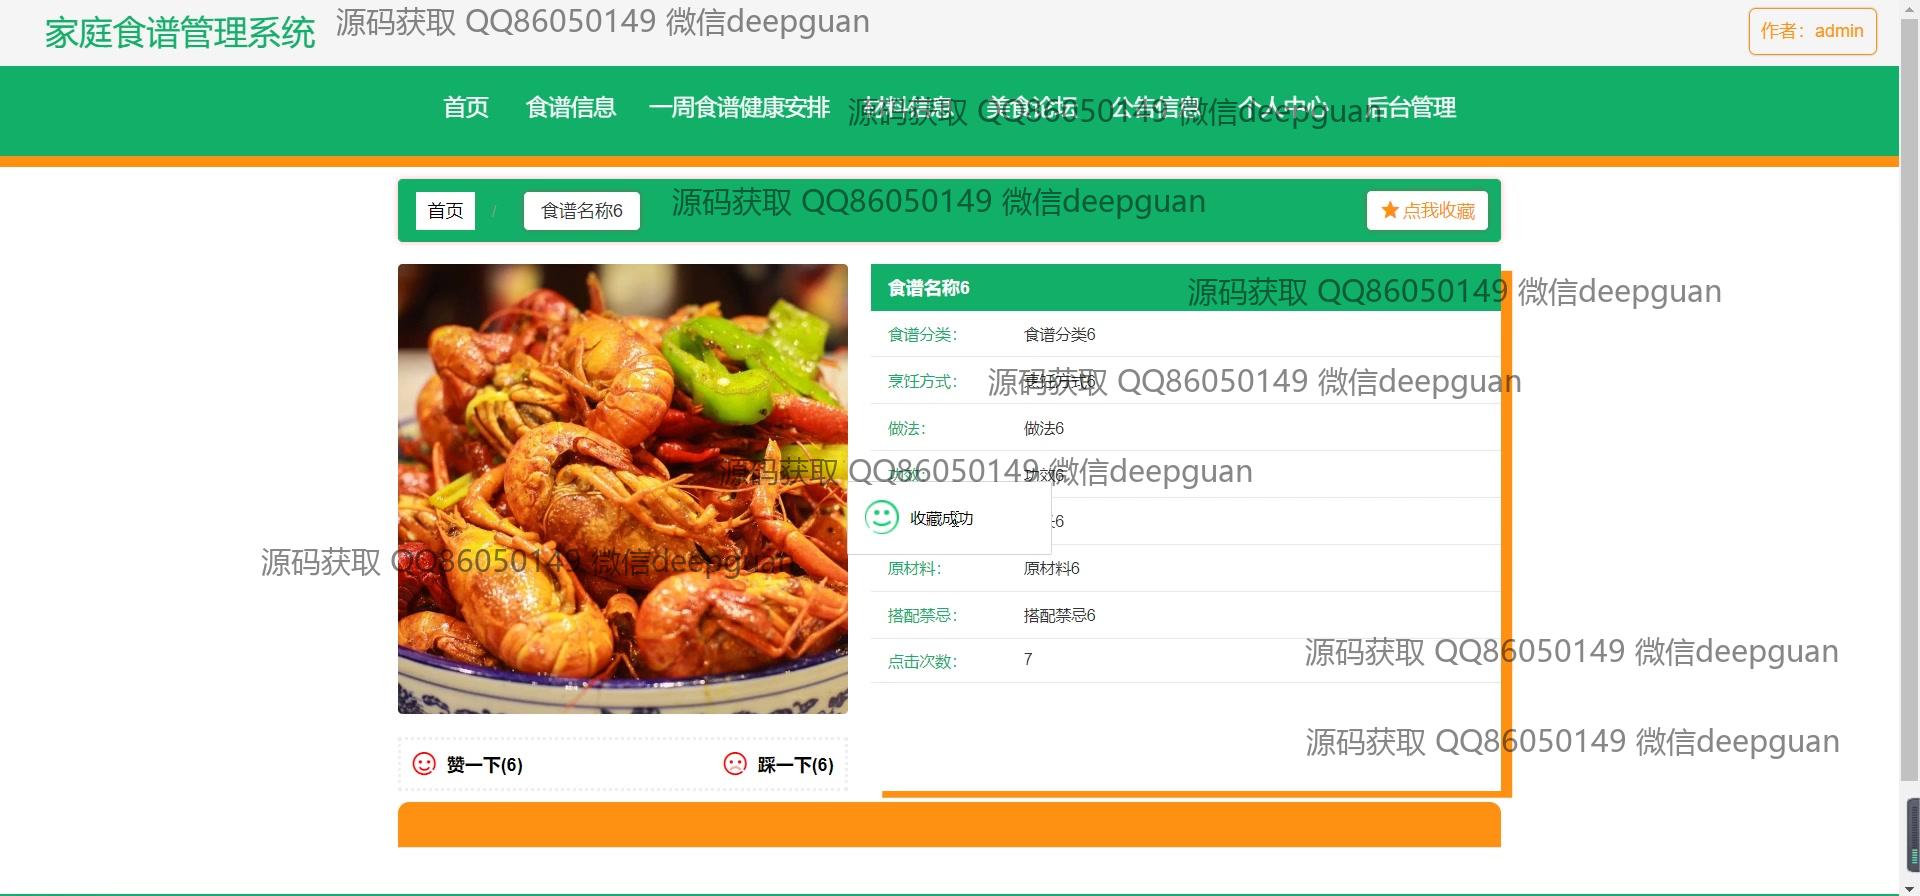 家庭食谱管理系统
源码获取 QQ86050149 微信deepguan
作者：admin
首页 食谱信息 一周食谱健康安排 材料信息 美食论坛 公告信息 个人中心 后台管理
源码获取 QQ86050149 微信deepguan
首页 / 食谱名称6
源码获取 QQ86050149 微信deepguan
点我收藏
食谱名称6
源码获取 QQ86050149 微信deepguan
食谱分类： 食谱分类6
烹饪方式： 烹饪方式6
源码获取 QQ86050149 微信deepguan
做法： 做法6
功效： 功效6
源码获取 QQ86050149 微信deepguan
收藏成功
6
源码获取 QQ86050149 微信deepguan
原材料： 原材料6
搭配禁忌： 搭配禁忌6
源码获取 QQ86050149 微信deepguan
点击次数： 7
源码获取 QQ86050149 微信deepguan
赞一下(6) 踩一下(6)